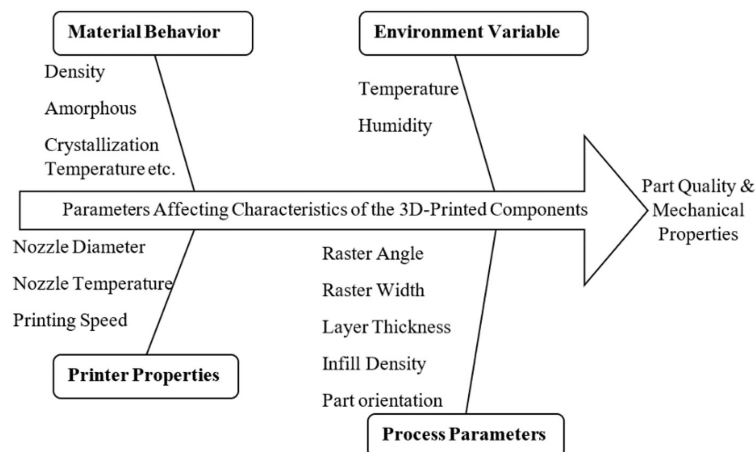 Material Behavior
Density
Amorphous
Crystallization
Temperature etc.
Environment Variable
Temperature
Humidity
Parameters Affecting Characteristics of the 3D-Printed Components
Part Quality &
Mechanical
Properties
Nozzle Diameter
Nozzle Temperature
Printing Speed
Printer Properties
Raster Angle
Raster Width
Layer Thickness
Infill Density
Part orientation
Process Parameters